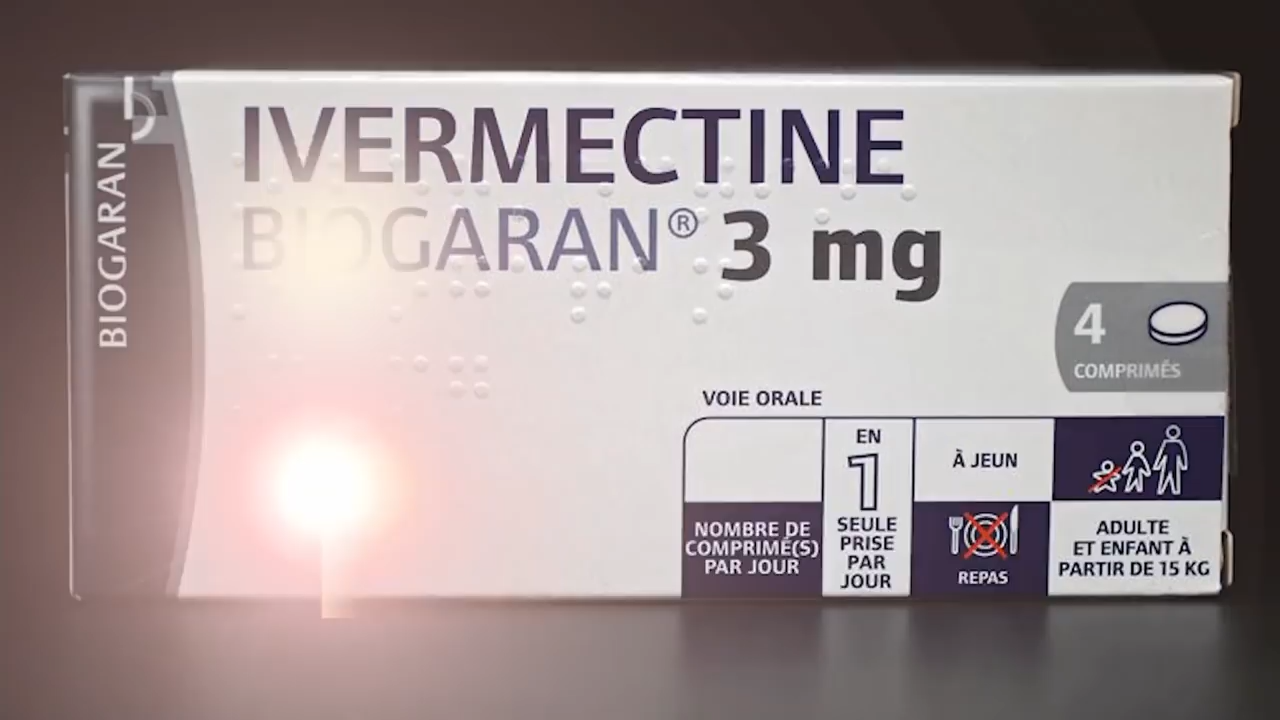 BIOGARAN
IVERMECTINE
BIOGARAN® 3 mg
4
COMPRIMÉS
VOIE ORALE
NOMBRE DE
COMPRIMÉ(S)
PAR JOUR
EN
1
SEULE
PRISE
PAR
JOUR
À JEUN
REPAS
ADULTE
ET ENFANT À
PARTIR DE 15 KG